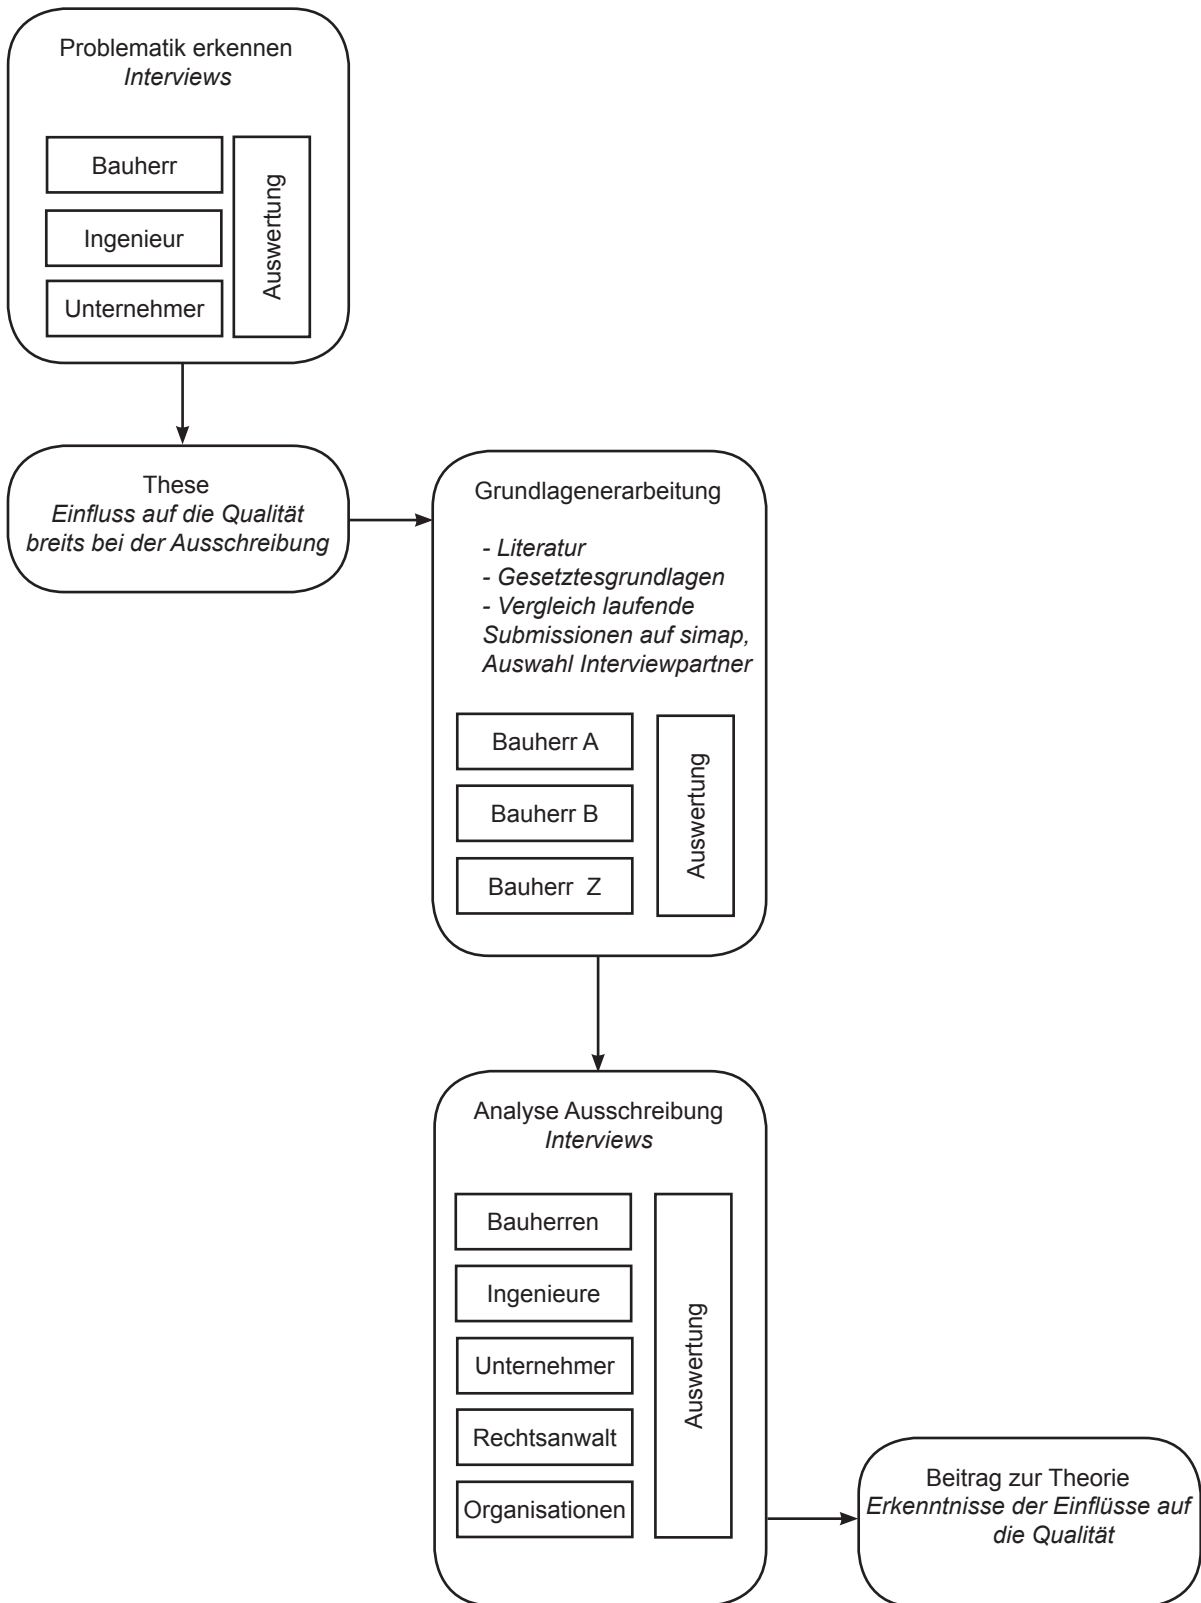 Problematik erkennen
Interviews
Bauherr
Ingenieur
Unternehmer
Auswertung
These
Einfluss auf die Qualität
breits bei der Ausschreibung
Grundlagenerarbeitung
- Literatur
- Gesetztesgrundlagen
- Vergleich laufende
Submissionen auf simap,
Auswahl Interviewpartner
Bauherr A
Bauherr B
Bauherr Z
Auswertung
Analyse Ausschreibung
Interviews
Bauherren
Ingenieure
Unternehmer
Rechtsanwalt
Organisationen
Auswertung
Beitrag zur Theorie
Erkenntnisse der Einflüsse auf
die Qualität